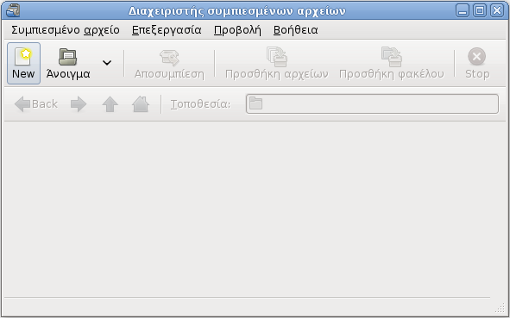 Διαχειριστής συμπιεσμένων αρχείων
Συμπιεσμένο αρχείο Επεξεργασία Προβολή Βοήθεια
New Άνοιγμα Αποσυμπίεση Προσθήκη αρχείων Προσθήκη φακέλου Stop
Back Τοποθεσία: